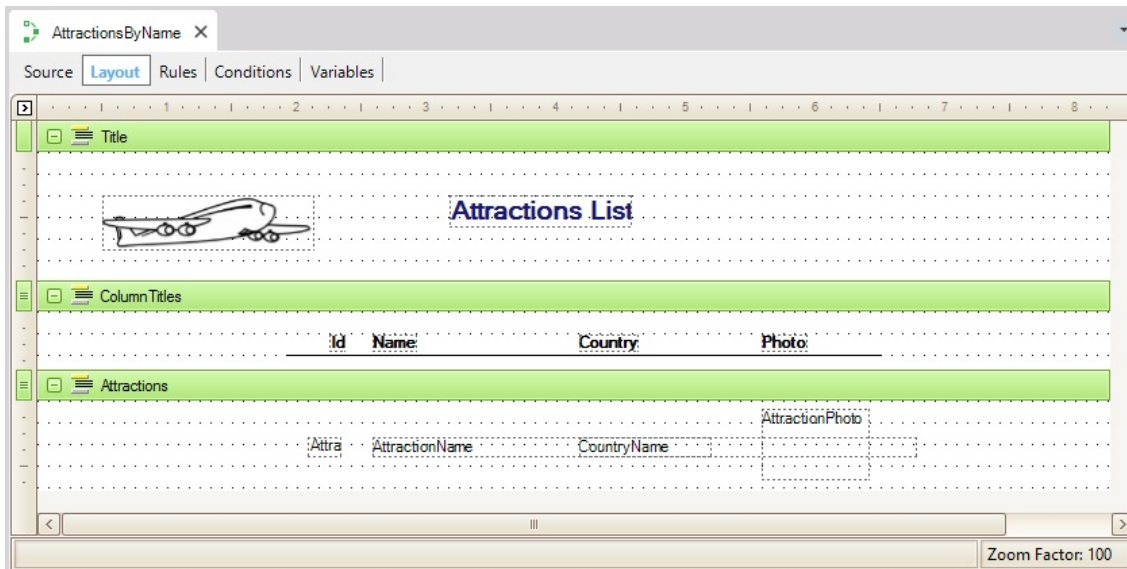 AttractionsByName
Source Layout Rules Conditions Variables
1 2 3 4 5 6 7 8
Title
Attractions List
ColumnTitles
Id Name Country Photo
Attractions
AttractionPhoto
Attra AttractionName CountryName
Zoom Factor: 100